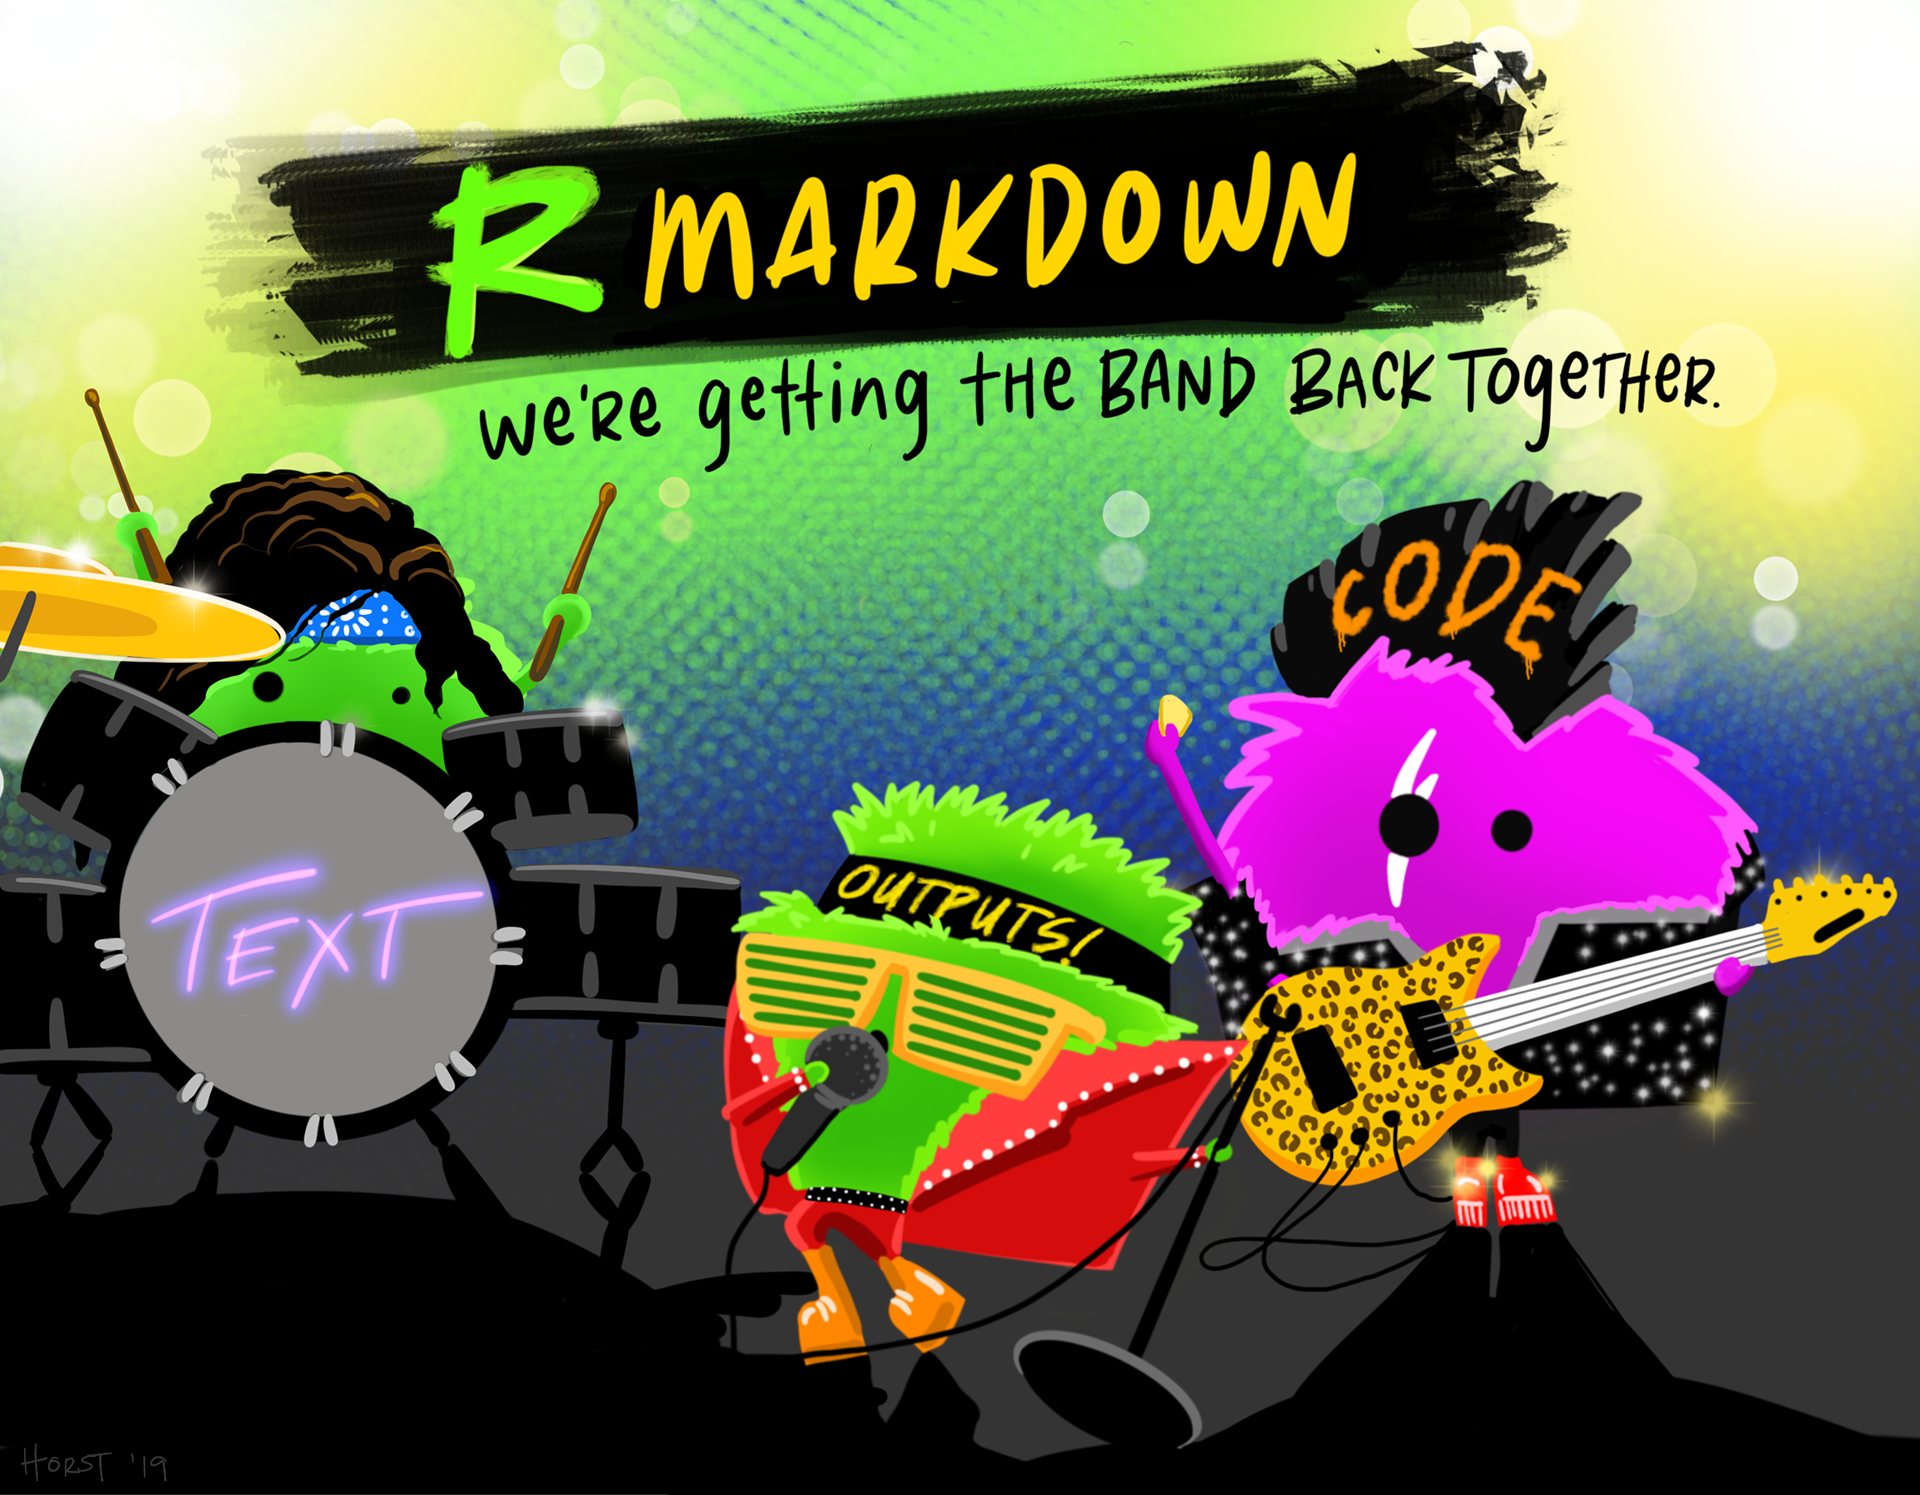 R MARKDOWN
we're getting the BAND BACK Together.
CODE
OUTPUTS!
TEXT
HORST '19